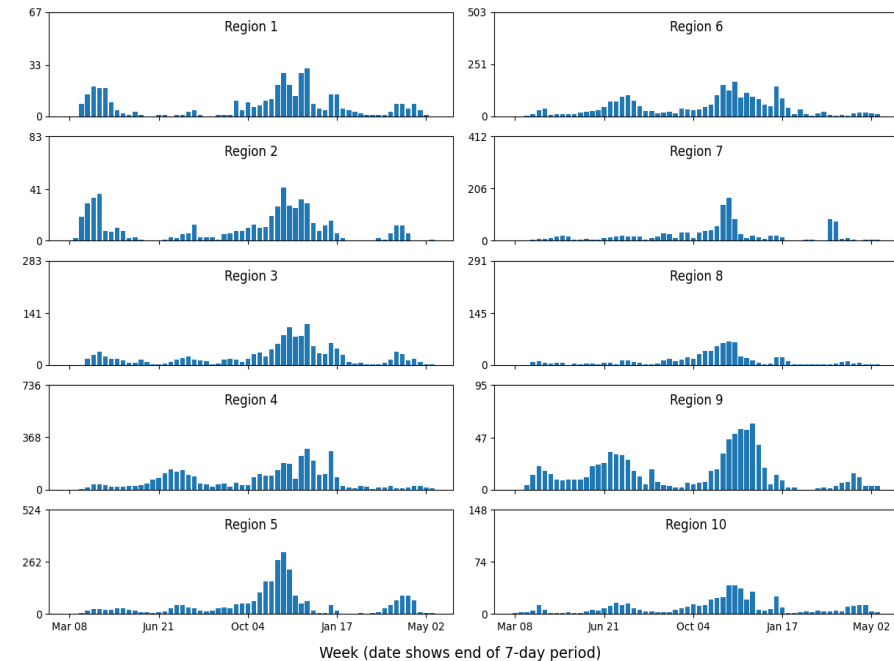 67
33
0
Region 1
503
251
0
Region 6
83
41
0
Region 2
412
206
0
Region 7
283
141
0
Region 3
291
145
0
Region 8
736
368
0
Region 4
95
47
0
Region 9
524
262
0
Region 5
148
74
0
Region 10
Mar 08 Jun 21 Oct 04 Jan 17 May 02
Mar 08 Jun 21 Oct 04 Jan 17 May 02
Week (date shows end of 7-day period)